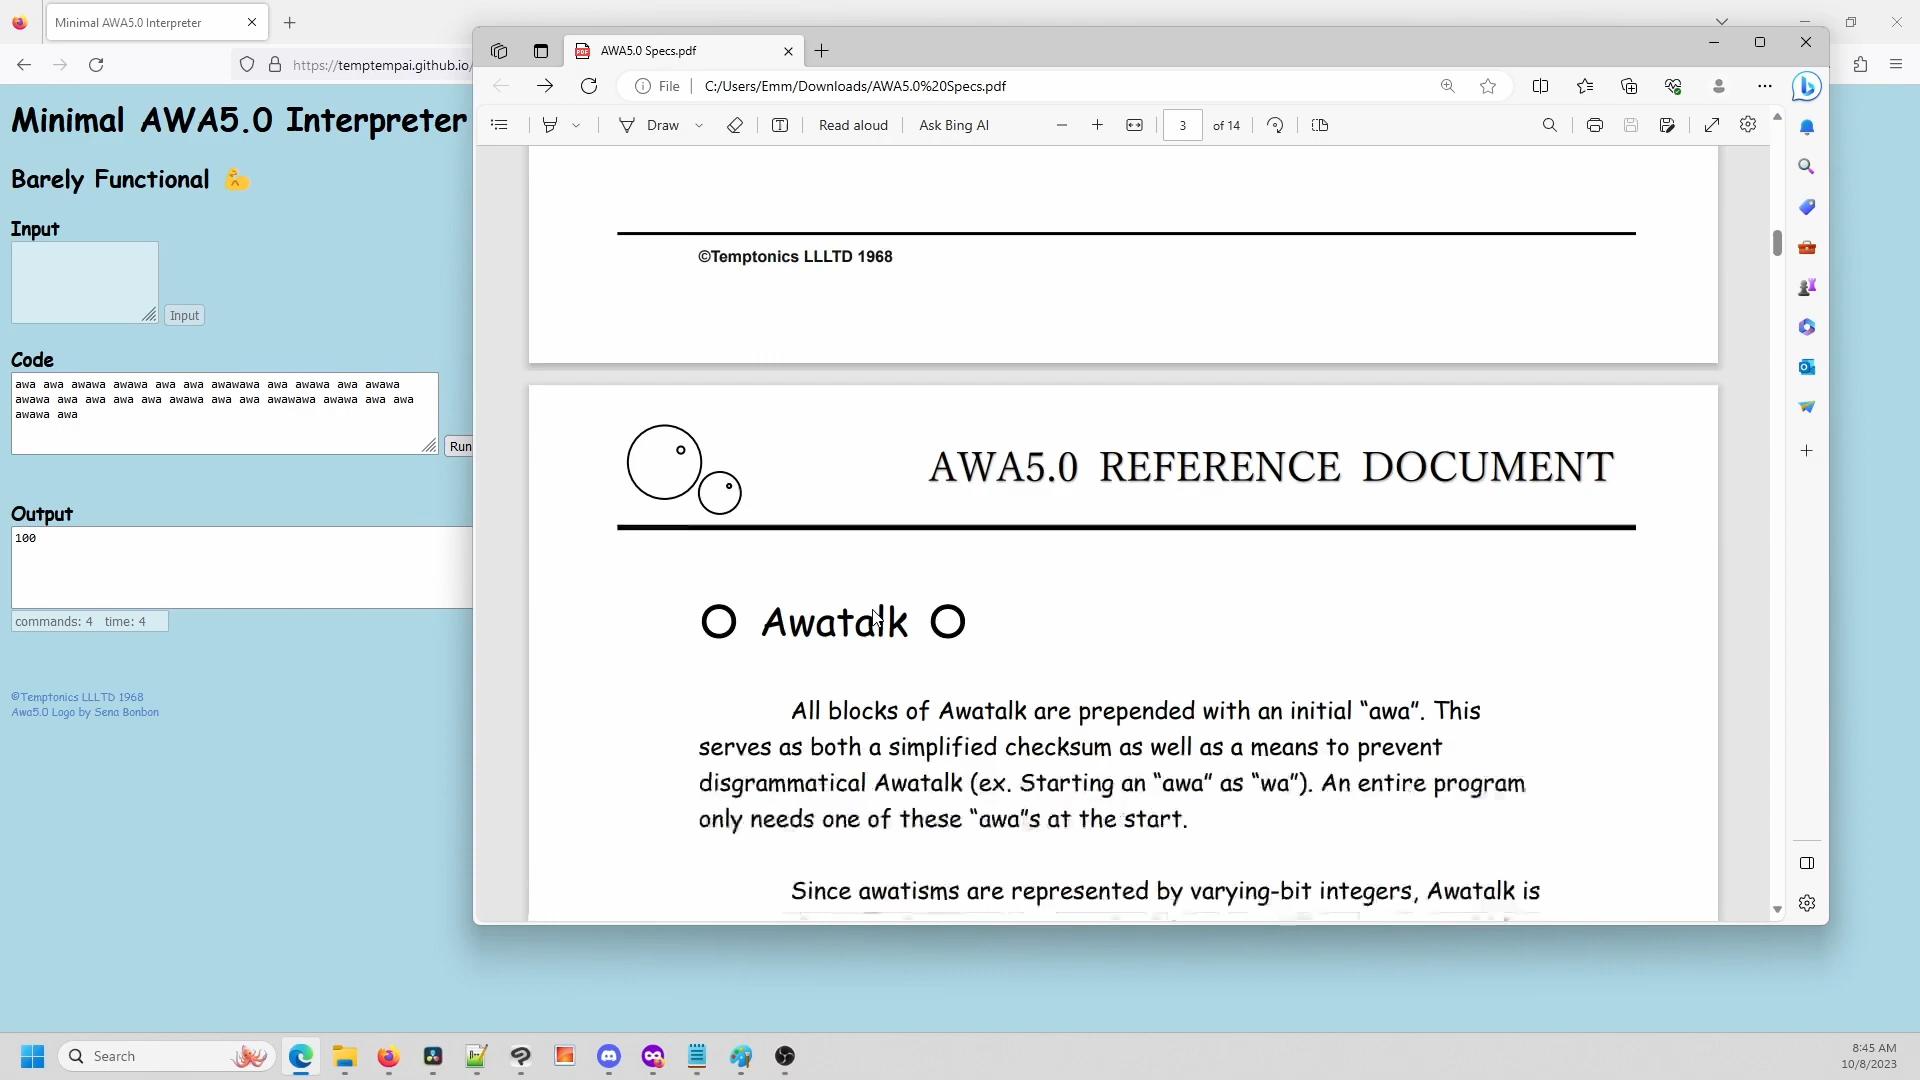 Minimal AWA5.0 Interpreter
https://temptempai.github.io/
Minimal AWA5.0 Interpreter
Barely Functional 💪
Input
Input
Code
awa awa awawa awawa awa awa awawawa awa awawa awa awawa
awawa awa awa awa awa awawa awa awa awawawa awawa awa awa
awawa awa
Run
Output
100
commands: 4 time: 4
©Temptonics LLLTD 1968
Awa5.0 Logo by Sena Bonbon
AWA5.0 Specs.pdf
File C:/Users/Emm/Downloads/AWA5.0%20Specs.pdf
Draw Read aloud Ask Bing AI 3 of 14
©Temptonics LLLTD 1968
AWA5.0 REFERENCE DOCUMENT
Awatalk
All blocks of Awatalk are prepended with an initial “awa”. This
serves as both a simplified checksum as well as a means to prevent
disgrammatical Awatalk (ex. Starting an “awa” as “wa”). An entire program
only needs one of these “awa”s at the start.
Since awatisms are represented by varying-bit integers, Awatalk is
Search
8:45 AM
10/8/2023